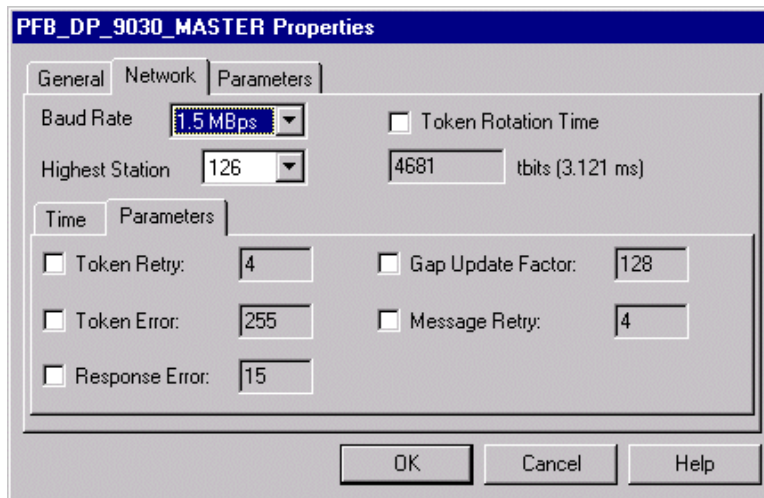 PFB_DP_9030_MASTER Properties
General Network Parameters
Baud Rate 1.5 MBps Token Rotation Time
Highest Station 126 4681 tbits (3.121 ms)
Time Parameters
Token Retry: 4 Gap Update Factor: 128
Token Error: 255 Message Retry: 4
Response Error: 15
OK Cancel Help